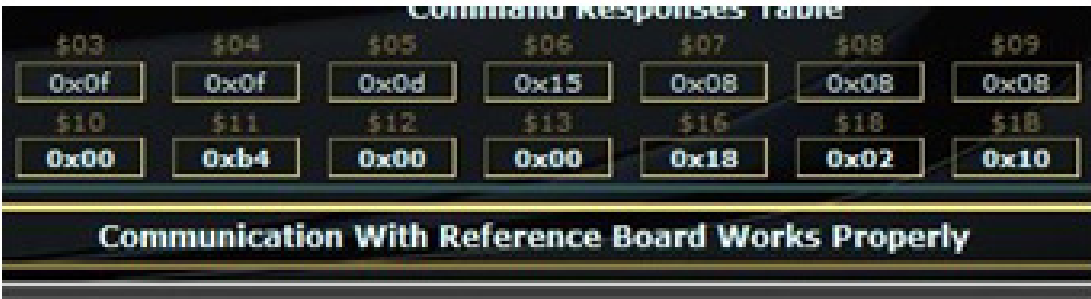 Command Responses Table
$03 $04 $05 $06 $07 $08 $09
0x0f 0x0f 0x0d 0x15 0x08 0x08 0x08
$10 $11 $12 $13 $16 $18 $1B
0x00 0xb4 0x00 0x00 0x18 0x02 0x10
Communication With Reference Board Works Properly